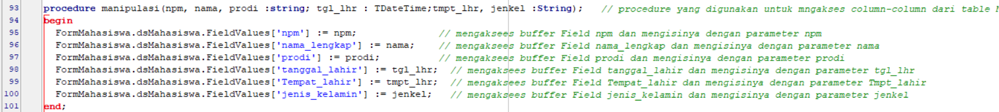 93 procedure manipulasi(npm, nama, prodi :string; tgl_lhr : TDateTime;tmpt_lhr, jenkel :String); // procedure yang digunakan untuk mngakses column-column dari table
94 begin
95 FormMahasiswa.dsMahasiswa.FieldValues['npm'] := npm; // mengaksees buffer Field npm dan mengisinya dengan parameter npm
96 FormMahasiswa.dsMahasiswa.FieldValues['nama_lengkap'] := nama; // mengaksees buffer Field nama_lengkap dan mengisinya dengan parameter nama
97 FormMahasiswa.dsMahasiswa.FieldValues['prodi'] := prodi; // mengaksees buffer Field prodi dan mengisinya dengan parameter prodi
98 FormMahasiswa.dsMahasiswa.FieldValues['tanggal_lahir'] := tgl_lhr; // mengaksees buffer Field tanggal_lahir dan mengisinya dengan parameter tgl_lhr
99 FormMahasiswa.dsMahasiswa.FieldValues['Tempat_lahir'] := tmpt_lhr; // mengaksees buffer Field Tempat_lahir dan mengisinya dengan parameter Tmpt_lahir
100 FormMahasiswa.dsMahasiswa.FieldValues['jenis_kelamin'] := jenkel; // mengaksees buffer Field jenis_kelamin dan mengisinya dengan parameter jenkel
101 end;